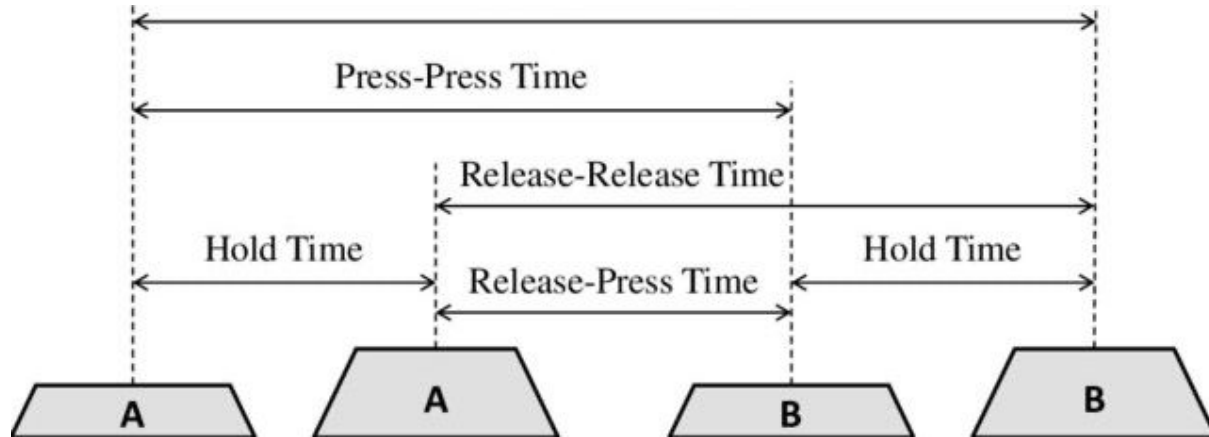 Press-Press Time
Release-Release Time
Hold Time
Hold Time
Release-Press Time
A
A
B
B